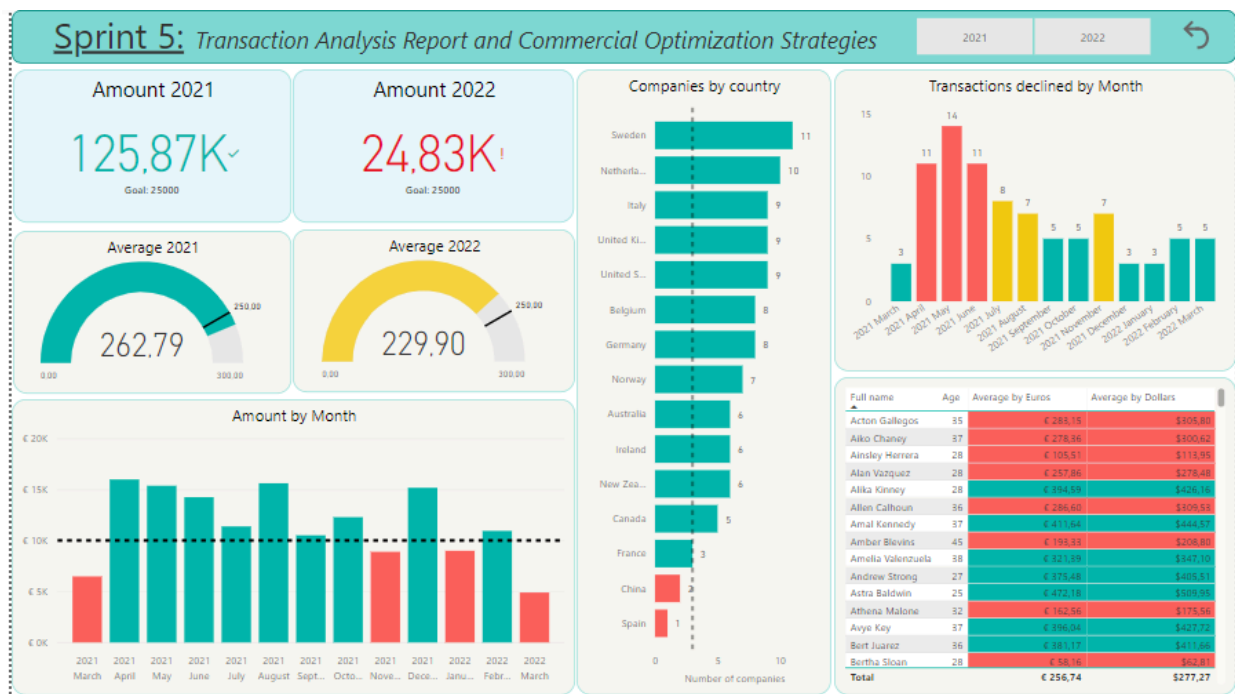 Sprint 5: Transaction Analysis Report and Commercial Optimization Strategies
2021
2022
Amount 2021
125,87K
Goal: 25000
Amount 2022
24,83K
Goal: 25000
Average 2021
250,00
262,79
0,00
300,00
Average 2022
250,00
229,90
0,00
300,00
Amount by Month
€ 20K
€ 15K
€ 10K
€ 5K
€ 0K
2021 March
2021 April
2021 May
2021 June
2021 July
2021 August
2021 Sept...
2021 Octo...
2021 Nove...
2021 Dece...
2022 Janu...
2022 Febr...
2022 March
Companies by country
Sweden 11
Netherla... 10
Italy 9
United Ki... 9
United S... 9
Belgium 8
Germany 8
Norway 7
Australia 6
Ireland 6
New Zea... 6
Canada 5
France 3
China 2
Spain 1
0 5 10
Number of companies
Transactions declined by Month
15
10
5
0
3 11 14 11 8 7 5 5 7 3 3 5 5
2021 March
2021 April
2021 May
2021 June
2021 July
2021 August
2021 September
2021 October
2021 November
2021 December
2022 January
2022 February
2022 March
Full name Age Average by Euros Average by Dollars
Acton Gallegos 35 € 283,15 $305,80
Aiko Chaney 37 € 278,36 $300,62
Ainsley Herrera 28 € 105,51 $113,95
Alan Vazquez 28 € 257,86 $278,48
Alika Kinney 28 € 394,59 $426,16
Allen Calhoun 36 € 286,60 $309,53
Amal Kennedy 37 € 411,64 $444,57
Amber Blevins 45 € 193,33 $208,80
Amelia Valenzuela 38 € 321,39 $347,10
Andrew Strong 27 € 375,48 $405,51
Astra Baldwin 25 € 472,18 $509,95
Athena Malone 32 € 162,56 $175,56
Avye Key 37 € 396,04 $427,72
Bert Juarez 36 € 381,17 $411,66
Bertha Sloan 28 € 58,16 $62,81
Total € 256,74 $277,27